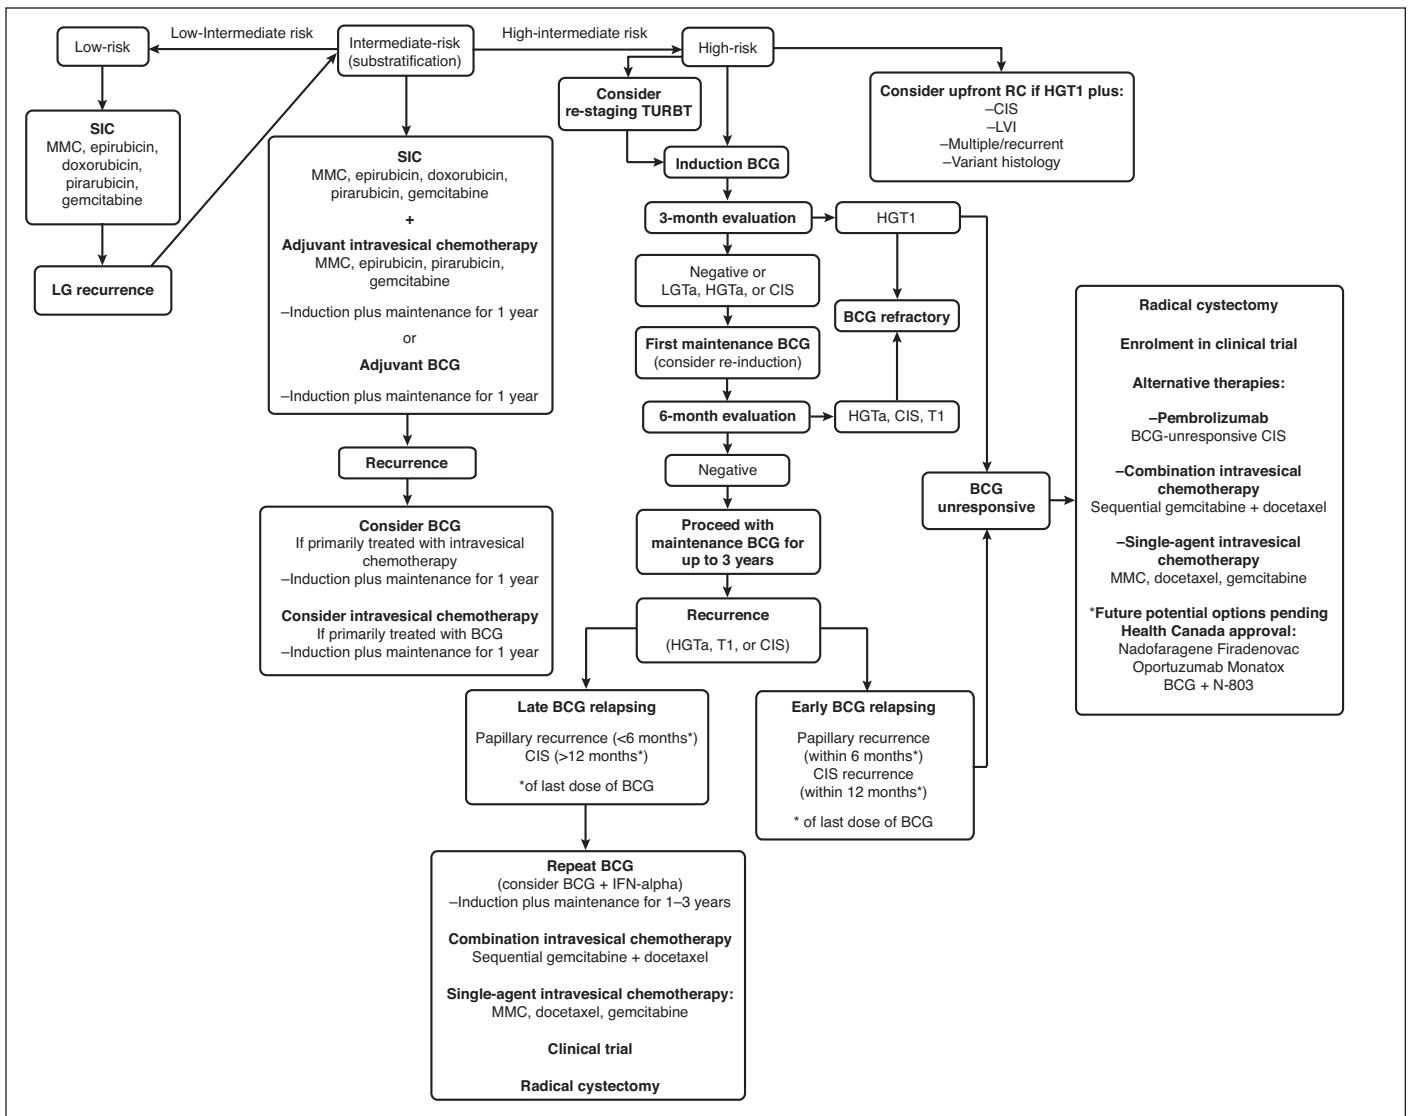 Low-risk
Low-Intermediate risk
Intermediate-risk
(substratification)
High-intermediate risk
High-risk
SIC
MMC, epirubicin,
doxorubicin,
pirarubicin,
gemcitabine
LG recurrence
SIC
MMC, epirubicin, doxorubicin,
pirarubicin, gemcitabine
+
Adjuvant intravesical chemotherapy
MMC, epirubicin, pirarubicin,
gemcitabine
–Induction plus maintenance for 1 year
or
Adjuvant BCG
–Induction plus maintenance for 1 year
Recurrence
Consider BCG
If primarily treated with intravesical
chemotherapy
–Induction plus maintenance for 1 year
Consider intravesical chemotherapy
If primarily treated with BCG
–Induction plus maintenance for 1 year
Consider
re-staging TURBT
Consider upfront RC if HGT1 plus:
–CIS
–LVI
–Multiple/recurrent
–Variant histology
Induction BCG
3-month evaluation
HGT1
Negative or
LGTa, HGTa, or CIS
BCG refractory
First maintenance BCG
(consider re-induction)
6-month evaluation
HGTa, CIS, T1
Negative
BCG
unresponsive
Proceed with
maintenance BCG for
up to 3 years
Recurrence
(HGTa, T1, or CIS)
Late BCG relapsing
Papillary recurrence (<6 months*)
CIS (>12 months*)
*of last dose of BCG
Early BCG relapsing
Papillary recurrence
(within 6 months*)
CIS recurrence
(within 12 months*)
* of last dose of BCG
Repeat BCG
(consider BCG + IFN-alpha)
–Induction plus maintenance for 1–3 years
Combination intravesical chemotherapy
Sequential gemcitabine + docetaxel
Single-agent intravesical chemotherapy:
MMC, docetaxel, gemcitabine
Clinical trial
Radical cystectomy
Radical cystectomy
Enrolment in clinical trial
Alternative therapies:
–Pembrolizumab
BCG-unresponsive CIS
–Combination intravesical
chemotherapy
Sequential gemcitabine + docetaxel
–Single-agent intravesical
chemotherapy
MMC, docetaxel, gemcitabine
*Future potential options pending
Health Canada approval:
Nadofaragene Firadenovac
Oportuzumab Monatox
BCG + N-803